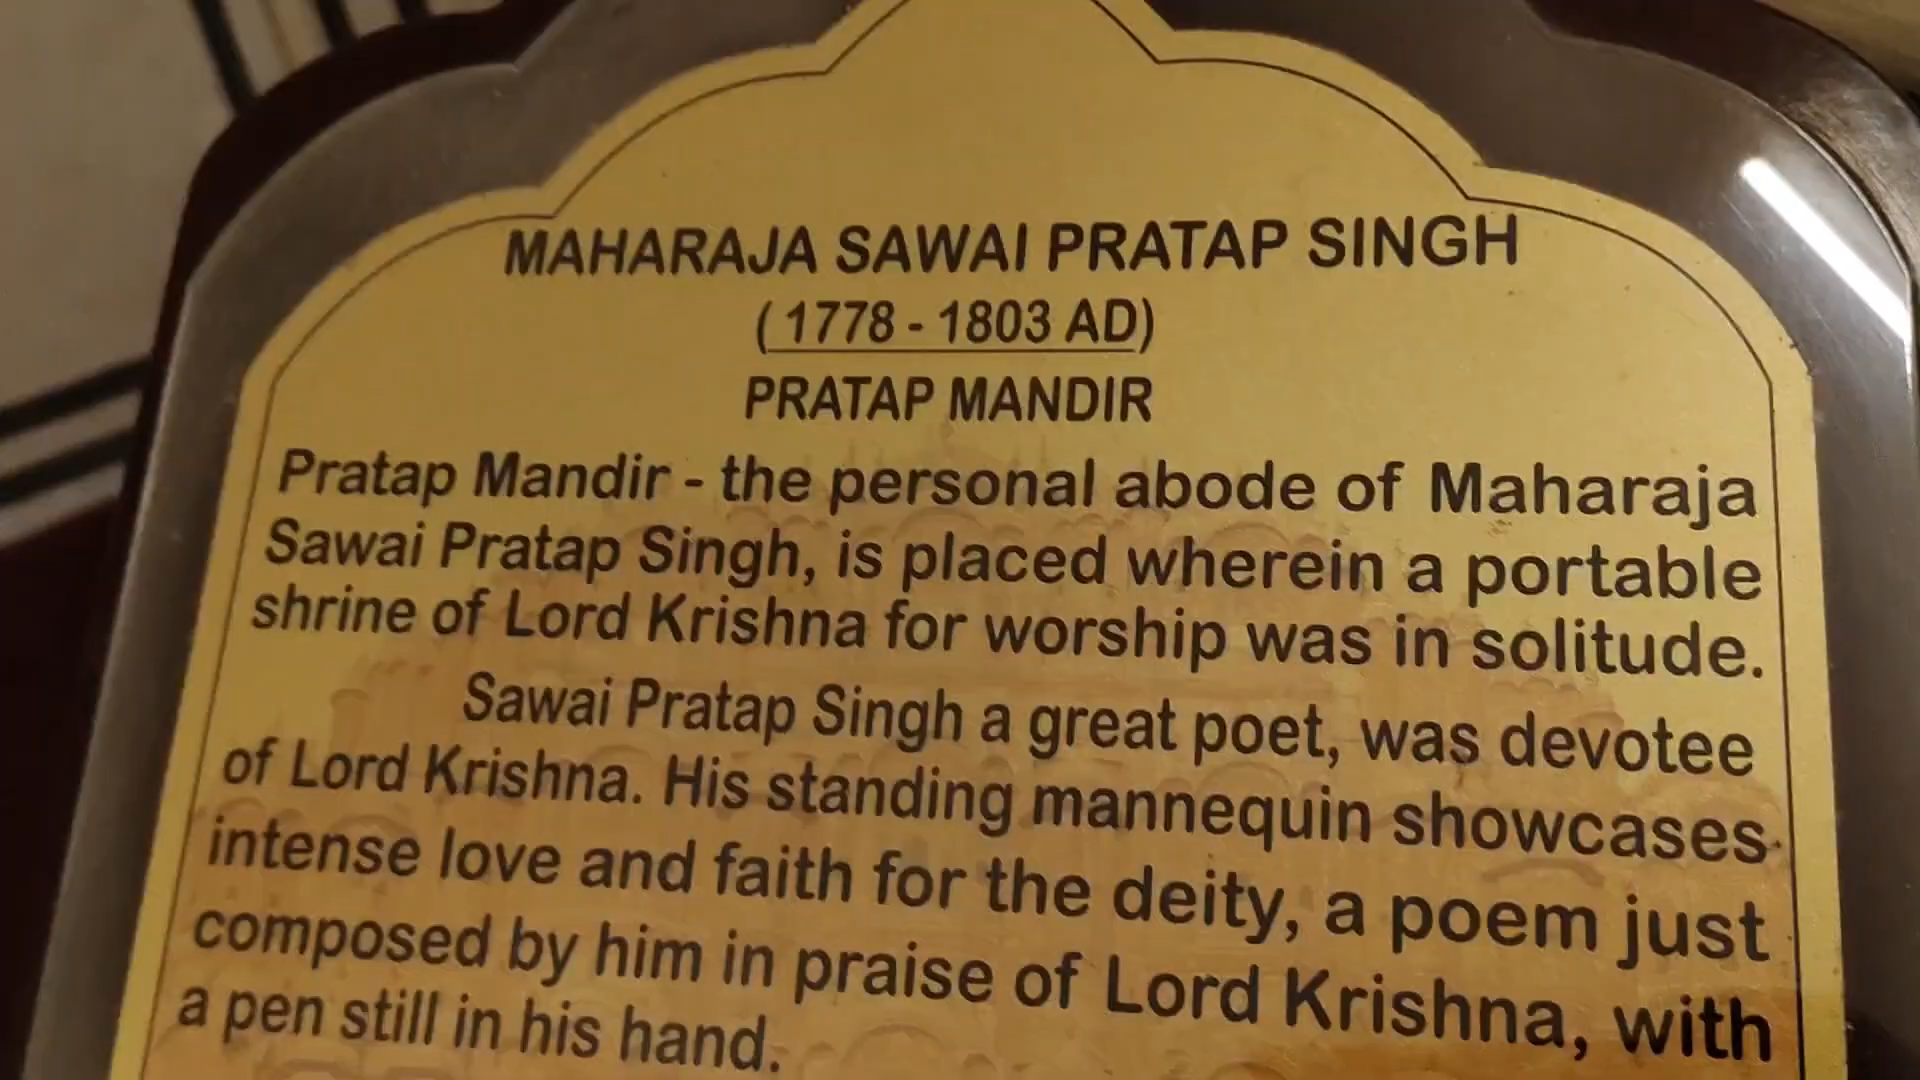 MAHARAJA SAWAI PRATAP SINGH
( 1778 - 1803 AD)
PRATAP MANDIR
Pratap Mandir - the personal abode of Maharaja
Sawai Pratap Singh, is placed wherein a portable
shrine of Lord Krishna for worship was in solitude.
Sawai Pratap Singh a great poet, was devotee
of Lord Krishna. His standing mannequin showcases
intense love and faith for the deity, a poem just
composed by him in praise of Lord Krishna, with
a pen still in his hand.